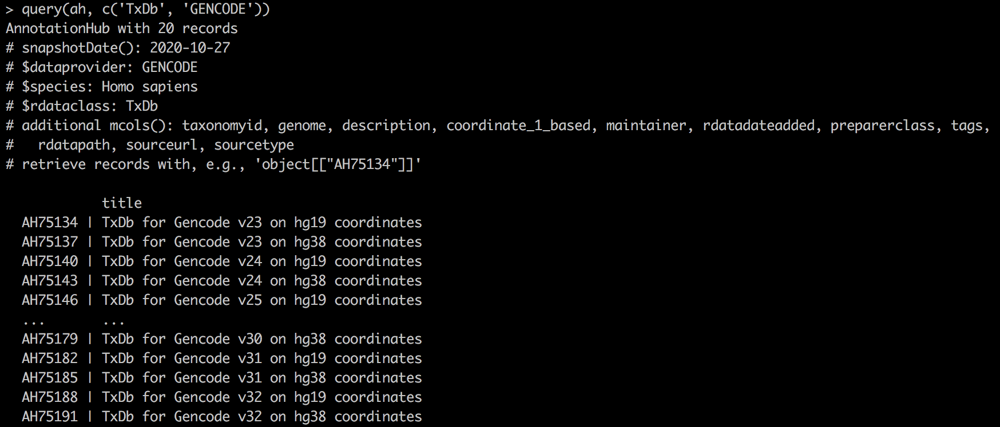 > query(ah, c('TxDb', 'GENCODE'))
AnnotationHub with 20 records
# snapshotDate(): 2020-10-27
# $dataprovider: GENCODE
# $species: Homo sapiens
# $rdataclass: TxDb
# additional mcols(): taxonomyid, genome, description, coordinate_1_based, maintainer, rdatadateadded, preparerclass, tags,
#   rdatapath, sourceurl, sourcetype
# retrieve records with, e.g., 'object[["AH75134"]]'
title
AH75134 | TxDb for Gencode v23 on hg19 coordinates
AH75137 | TxDb for Gencode v23 on hg38 coordinates
AH75140 | TxDb for Gencode v24 on hg19 coordinates
AH75143 | TxDb for Gencode v24 on hg38 coordinates
AH75146 | TxDb for Gencode v25 on hg19 coordinates
...       ...
AH75179 | TxDb for Gencode v30 on hg38 coordinates
AH75182 | TxDb for Gencode v31 on hg19 coordinates
AH75185 | TxDb for Gencode v31 on hg38 coordinates
AH75188 | TxDb for Gencode v32 on hg19 coordinates
AH75191 | TxDb for Gencode v32 on hg38 coordinates